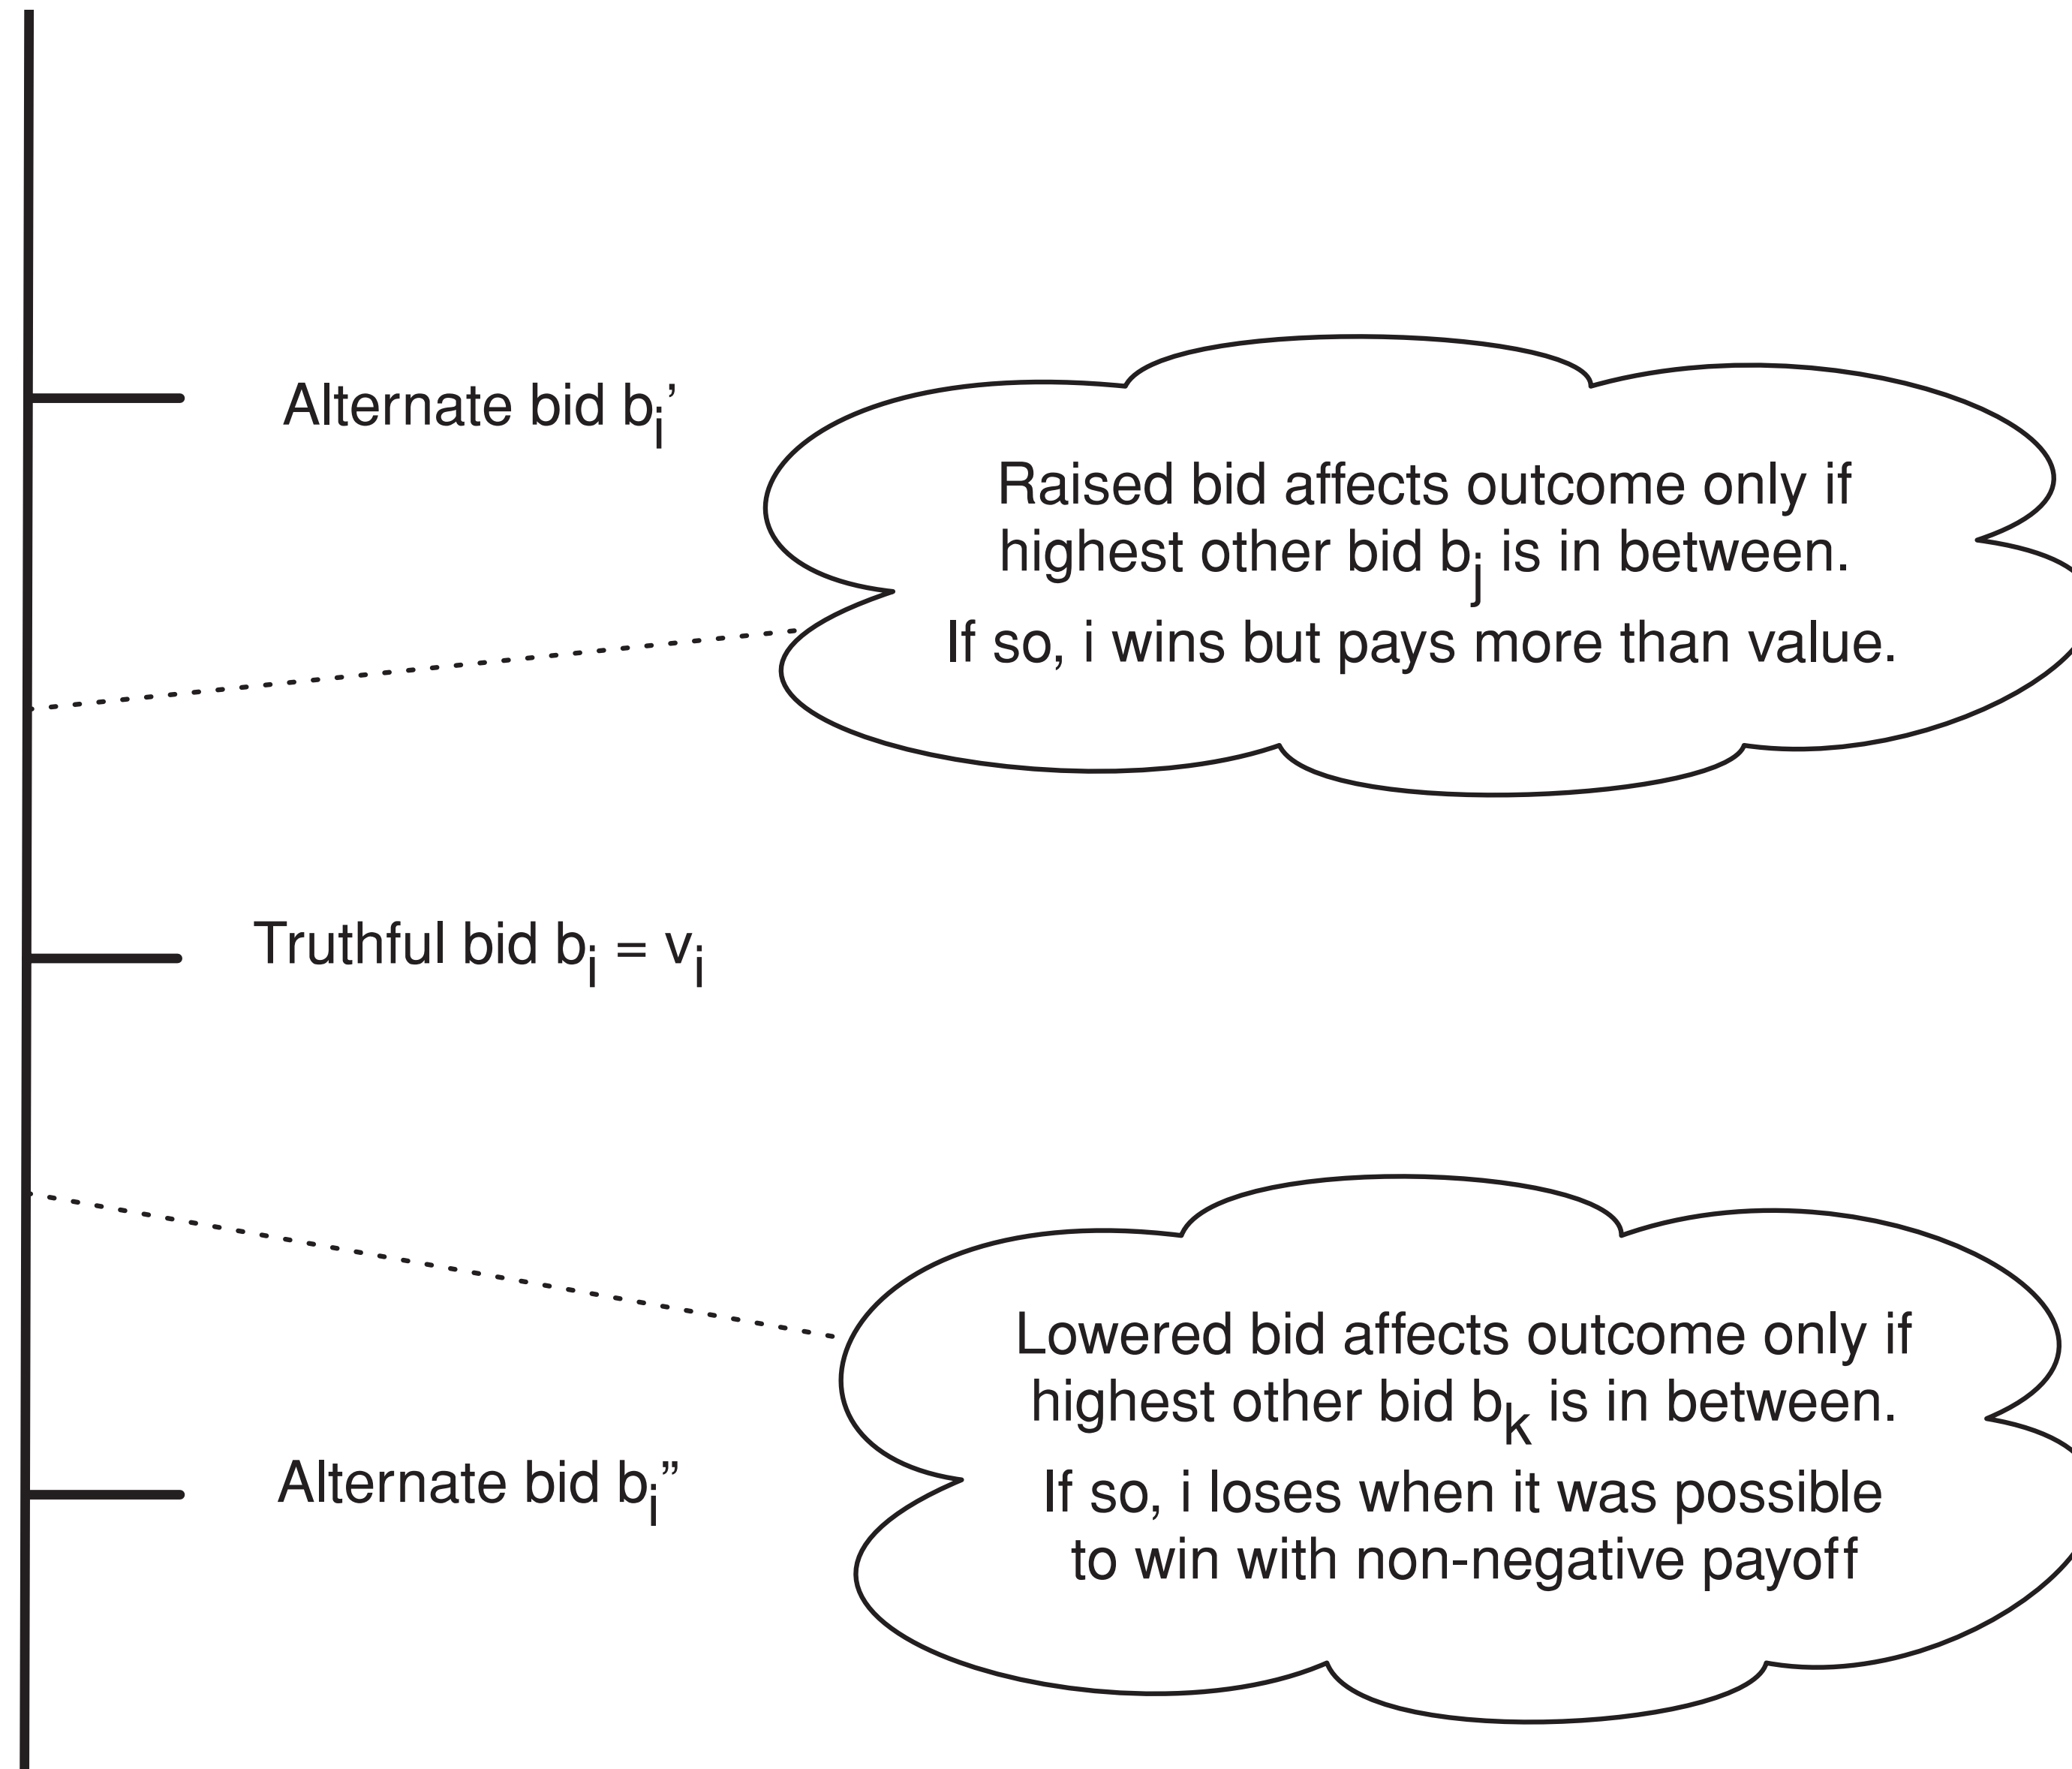 Alternate bid bᵢ’
Raised bid affects outcome only if
highest other bid bⱼ is in between.
If so, i wins but pays more than value.
Truthful bid bᵢ = vᵢ
Lowered bid affects outcome only if
highest other bid bₖ is in between.
If so, i loses when it was possible
to win with non-negative payoff
Alternate bid bᵢ”